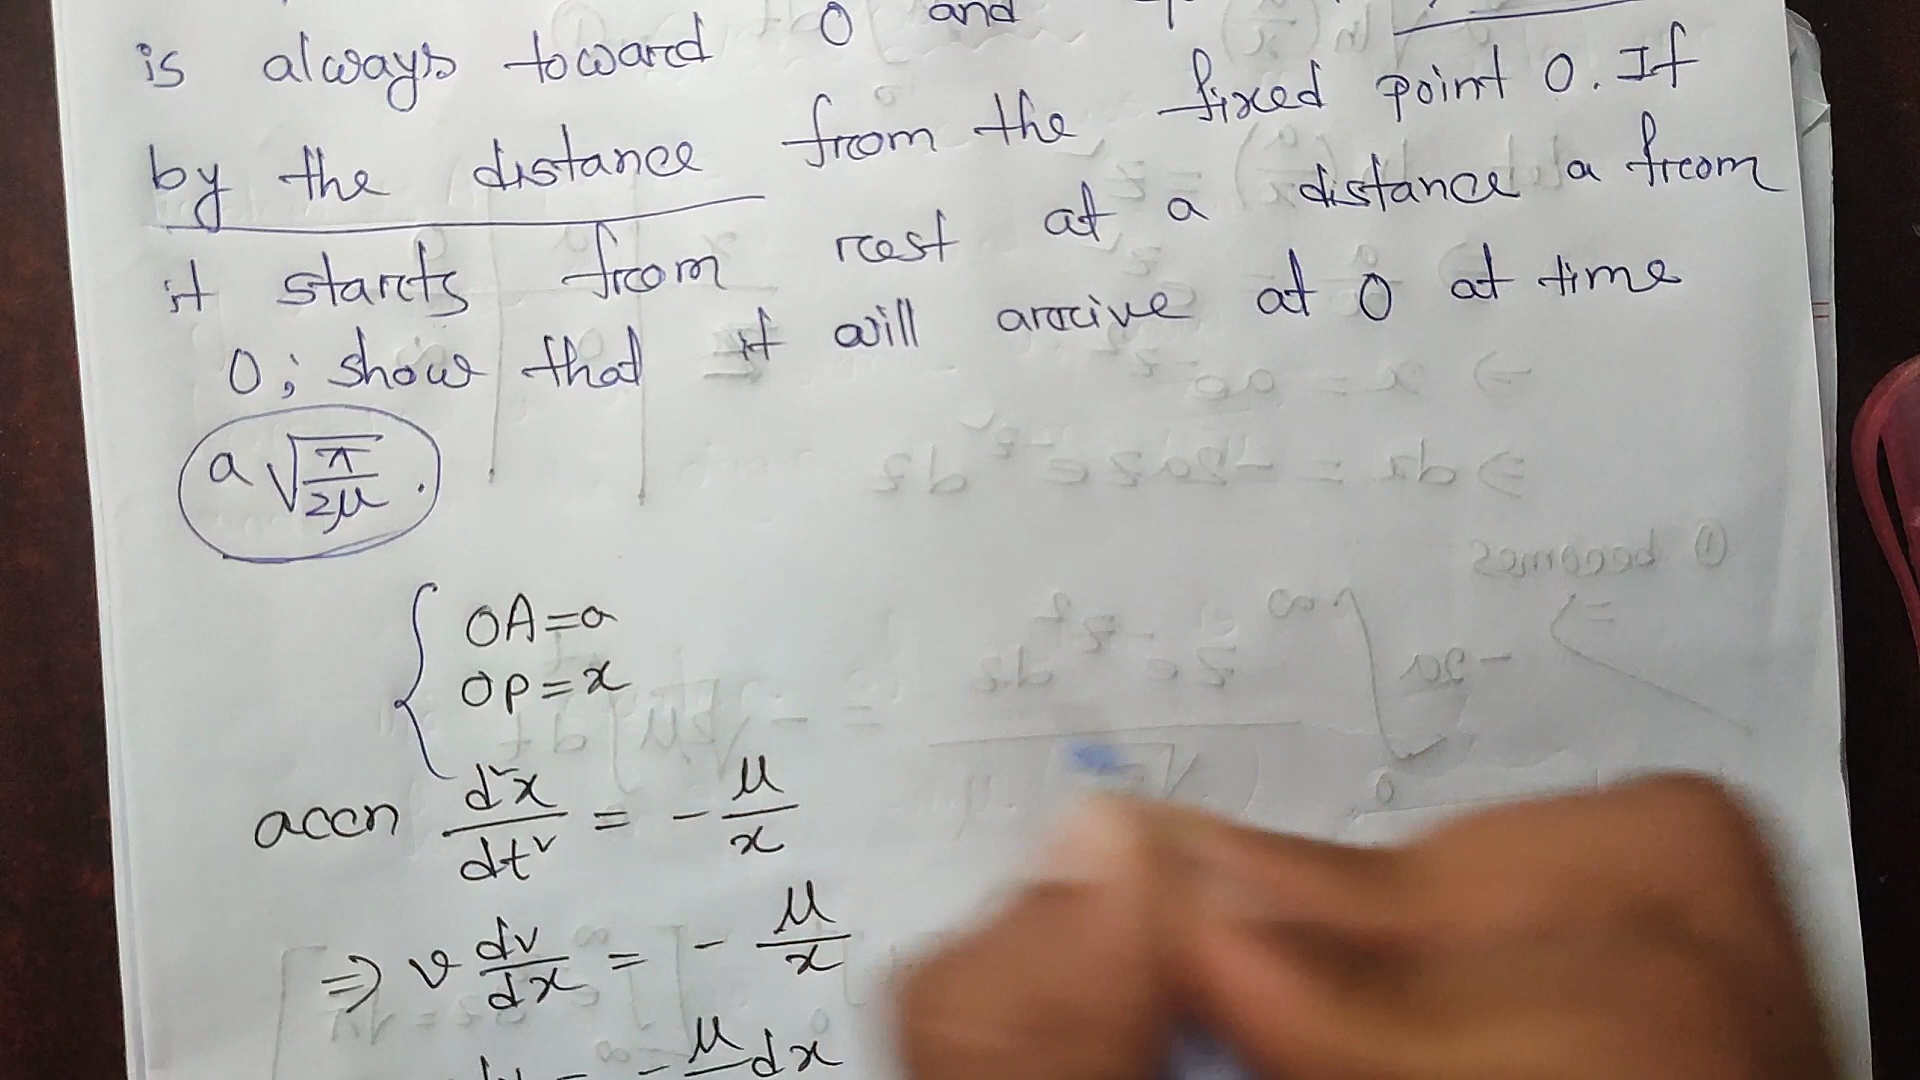 is always toward O and
by the distance from the fixed point O. If
it starts from rest at a distance a from
O; show that it will arrive at O at time
a√(π/2μ).
OA=a
OP=x
accn d²x/dt² = -μ/x
⇒ v dv/dx = -μ/x
= -μ dx